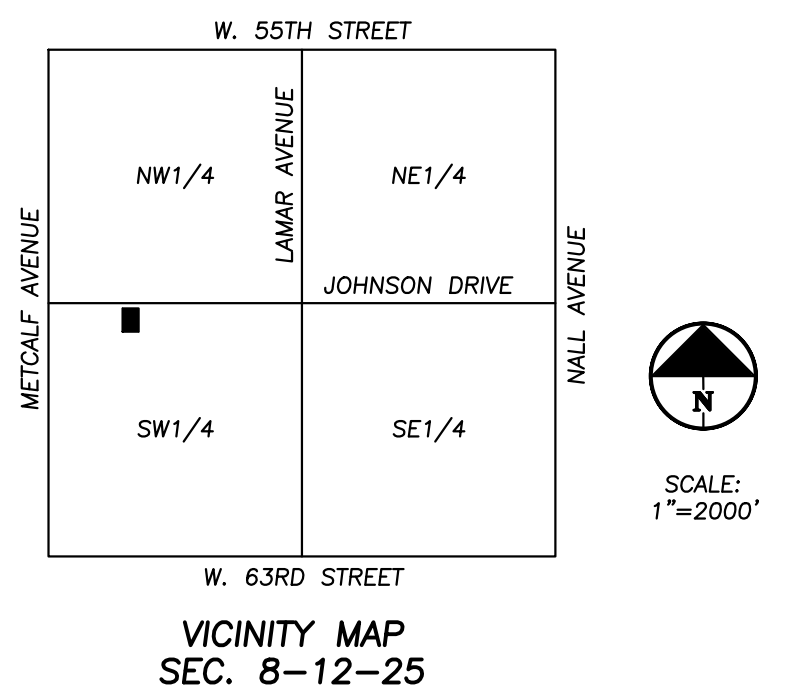 W. 55TH STREET
LAMAR AVENUE
NW1/4
NE1/4
METCALF AVENUE
JOHNSON DRIVE
NALL AVENUE
SW1/4
SE1/4
N
SCALE:
1"=2000'
W. 63RD STREET
VICINITY MAP
SEC. 8-12-25